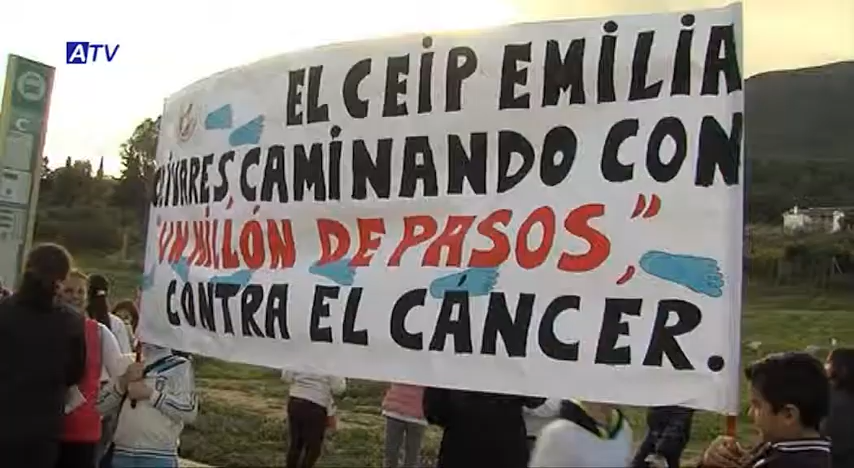 ATV
EL CEIP EMILIA
OLIVARES, CAMINANDO CON
"UN MILLÓN DE PASOS,"
CONTRA EL CÁNCER.